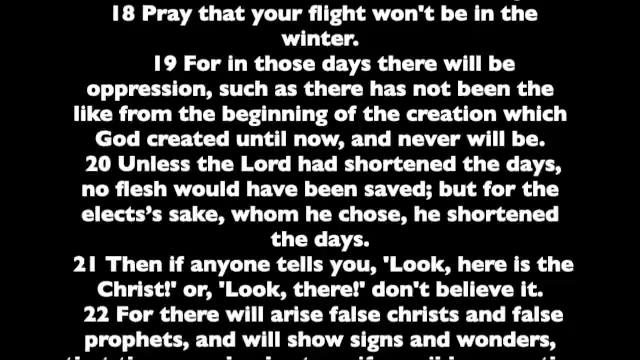 18 Pray that your flight won't be in the
winter.
19 For in those days there will be
oppression, such as there has not been the
like from the beginning of the creation which
God created until now, and never will be.
20 Unless the Lord had shortened the days,
no flesh would have been saved; but for the
elects’s sake, whom he chose, he shortened
the days.
21 Then if anyone tells you, 'Look, here is the
Christ!' or, 'Look, there!' don't believe it.
22 For there will arise false christs and false
prophets, and will show signs and wonders,